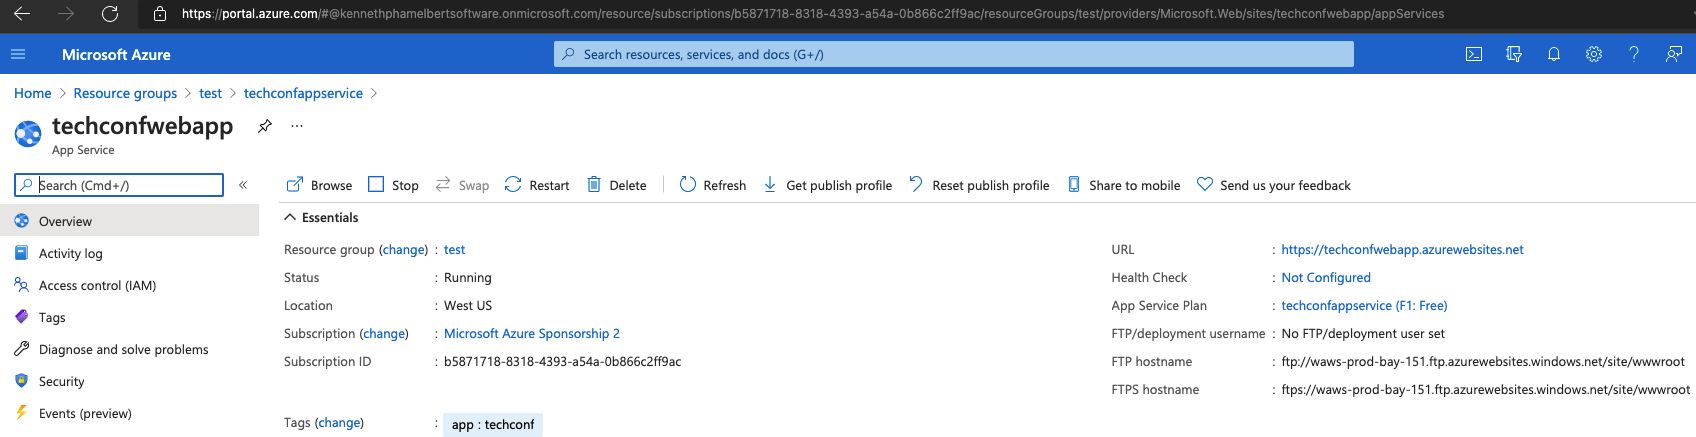 https://portal.azure.com/#@kennethphamelbertsoftware.onmicrosoft.com/resource/subscriptions/b5871718-8318-4393-a54a-0b866c2ff9ac/resourceGroups/test/providers/Microsoft.Web/sites/techconfwebapp/appServices
Microsoft Azure
Search resources, services, and docs (G+/)
Home > Resource groups > test > techconfappservice >
techconfwebapp
App Service
Search (Cmd+/)
Browse Stop Swap Restart Delete Refresh Get publish profile Reset publish profile Share to mobile Send us your feedback
Overview
Activity log
Access control (IAM)
Tags
Diagnose and solve problems
Security
Events (preview)
Essentials
Resource group (change) : test
Status : Running
Location : West US
Subscription (change) : Microsoft Azure Sponsorship 2
Subscription ID : b5871718-8318-4393-a54a-0b866c2ff9ac
Tags (change) : app : techconf
URL : https://techconfwebapp.azurewebsites.net
Health Check : Not Configured
App Service Plan : techconfappservice (F1: Free)
FTP/deployment username : No FTP/deployment user set
FTP hostname : ftp://waws-prod-bay-151.ftp.azurewebsites.windows.net/site/wwwroot
FTPS hostname : ftps://waws-prod-bay-151.ftp.azurewebsites.windows.net/site/wwwroot